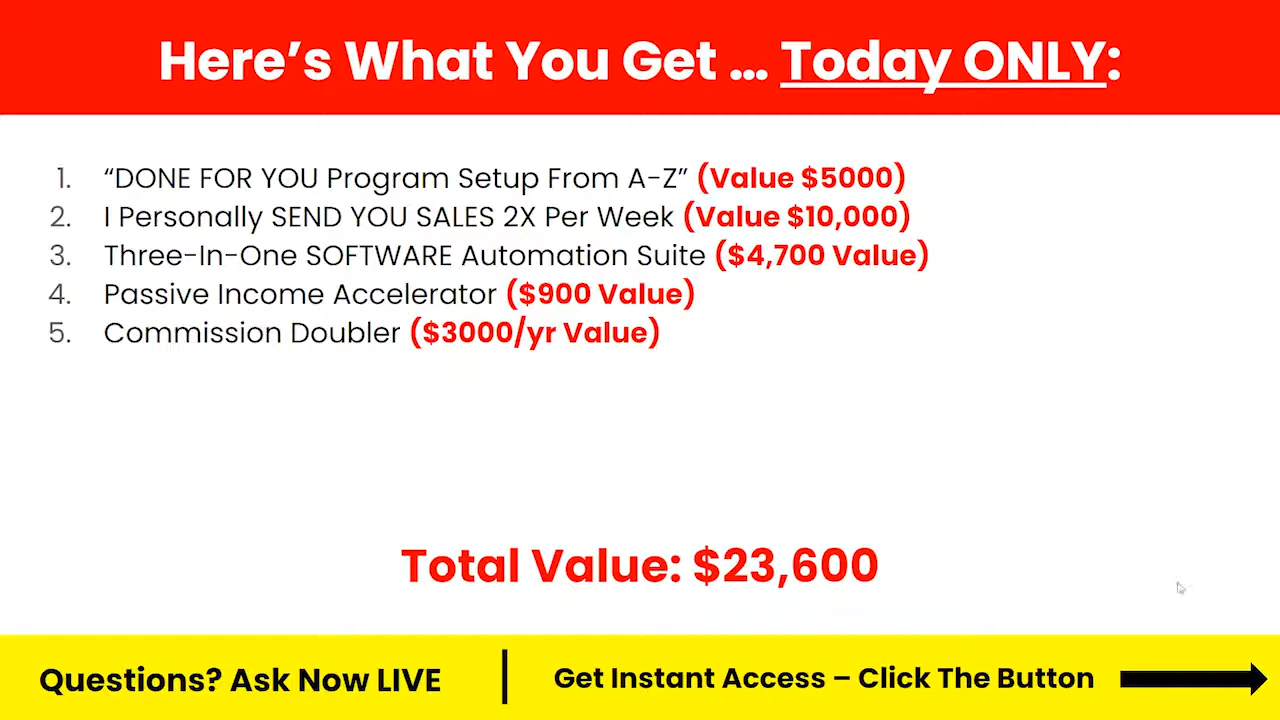 Here’s What You Get ... Today ONLY:
1. “DONE FOR YOU Program Setup From A-Z” (Value $5000)
2. I Personally SEND YOU SALES 2X Per Week (Value $10,000)
3. Three-In-One SOFTWARE Automation Suite ($4,700 Value)
4. Passive Income Accelerator ($900 Value)
5. Commission Doubler ($3000/yr Value)
Total Value: $23,600
Questions? Ask Now LIVE
Get Instant Access – Click The Button